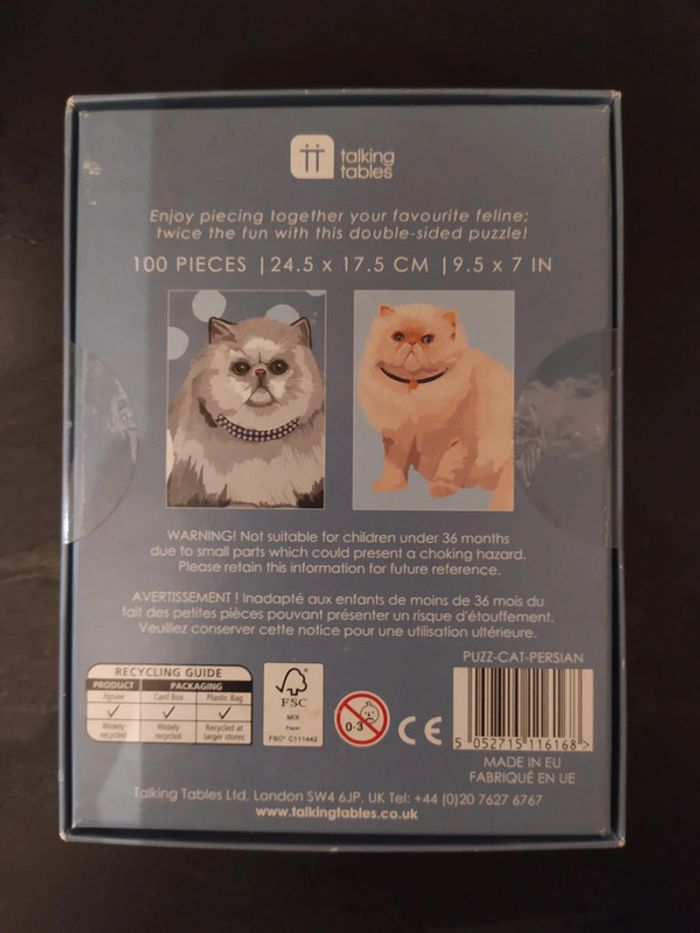 talking
tables
Enjoy piecing together your favourite feline;
twice the fun with this double-sided puzzle!
100 PIECES | 24.5 x 17.5 CM | 9.5 x 7 IN
WARNING! Not suitable for children under 36 months
due to small parts which could present a choking hazard.
Please retain this information for future reference.
AVERTISSEMENT ! Inadapté aux enfants de moins de 36 mois du
fait des petites pièces pouvant présenter un risque d'étouffement.
Veuillez conserver cette notice pour une utilisation ultérieure.
PUZZ-CAT-PERSIAN
RECYCLING GUIDE
PRODUCT PACKAGING
Jigsaw Card Box Plastic Bag
Widely recycled Widely recycled Recycled at larger stores
FSC
MIX
Paper
FSC® C111442
0-3
CE
5 052715 116168 >
MADE IN EU
FABRIQUÉ EN UE
Talking Tables Ltd, London SW4 6JP, UK Tel: +44 (0)20 7627 6767
www.talkingtables.co.uk